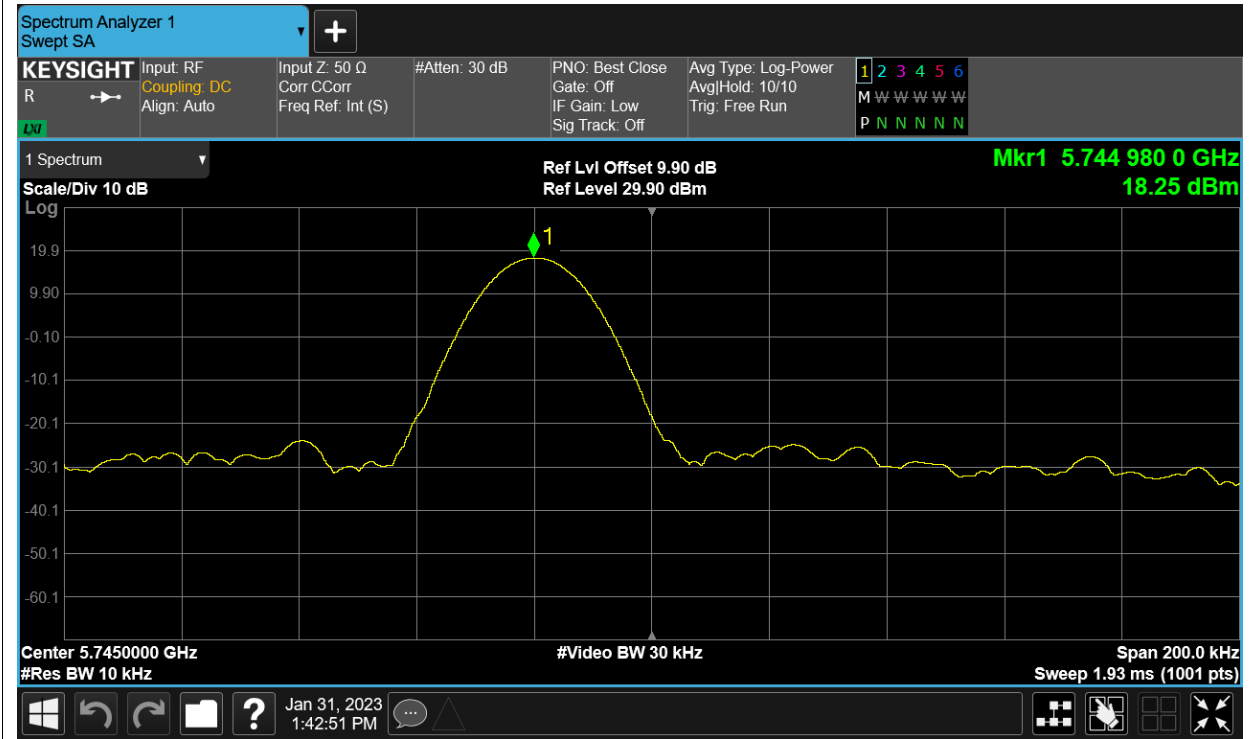 Spectrum Analyzer 1
Swept SA
+
KEYSIGHT
R
LXI
Input: RF
Coupling: DC
Align: Auto
Input Z: 50 Ω
Corr CCorr
Freq Ref: Int (S)
#Atten: 30 dB
PNO: Best Close
Gate: Off
IF Gain: Low
Sig Track: Off
Avg Type: Log-Power
Avg|Hold: 10/10
Trig: Free Run
1 2 3 4 5 6
M W W W W W
P N N N N N
1 Spectrum
Scale/Div 10 dB
Log
Ref Lvl Offset 9.90 dB
Ref Level 29.90 dBm
Mkr1 5.744 980 0 GHz
18.25 dBm
1
19.9
9.90
-0.10
-10.1
-20.1
-30.1
-40.1
-50.1
-60.1
Center 5.7450000 GHz
#Res BW 10 kHz
#Video BW 30 kHz
Span 200.0 kHz
Sweep 1.93 ms (1001 pts)
?
Jan 31, 2023
1:42:51 PM